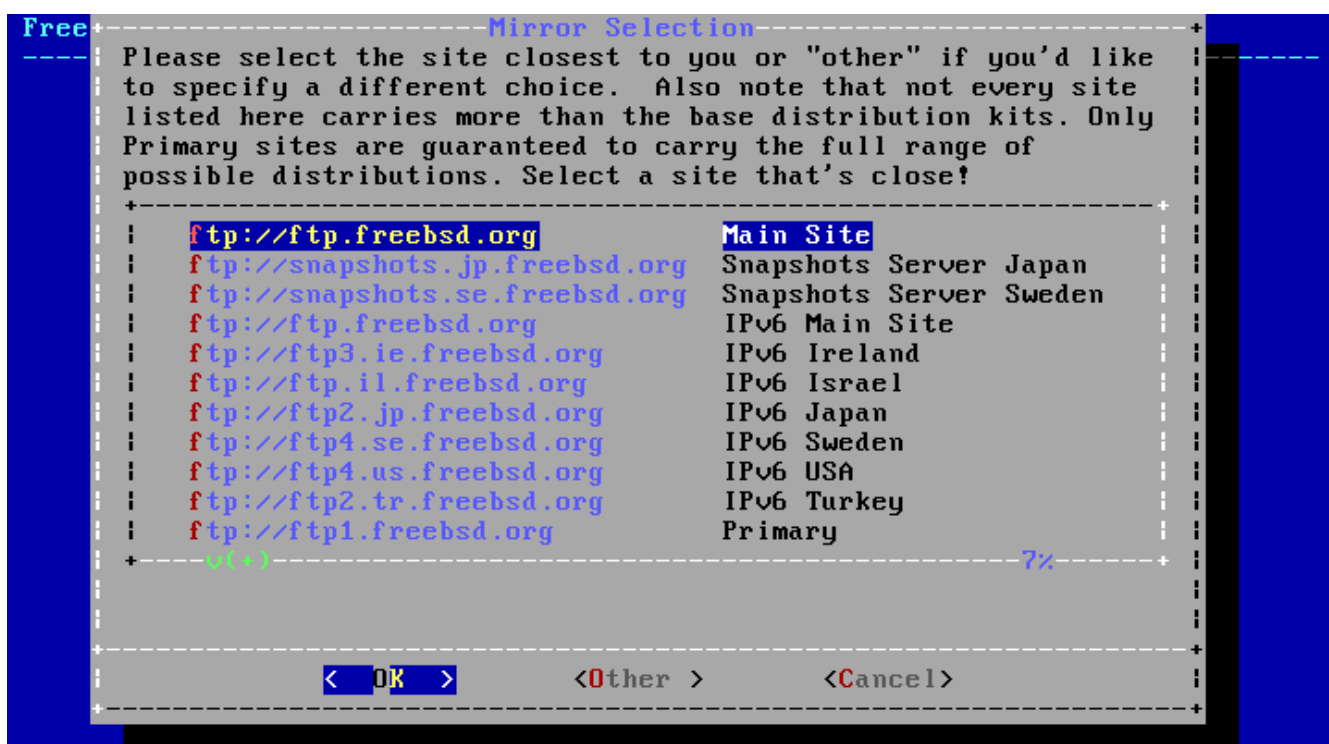 Free
Mirror Selection
Please select the site closest to you or "other" if you'd like
to specify a different choice.  Also note that not every site
listed here carries more than the base distribution kits. Only
Primary sites are guaranteed to carry the full range of
possible distributions. Select a site that's close!
ftp://ftp.freebsd.org Main Site
ftp://snapshots.jp.freebsd.org Snapshots Server Japan
ftp://snapshots.se.freebsd.org Snapshots Server Sweden
ftp://ftp.freebsd.org IPv6 Main Site
ftp://ftp3.ie.freebsd.org IPv6 Ireland
ftp://ftp.il.freebsd.org IPv6 Israel
ftp://ftp2.jp.freebsd.org IPv6 Japan
ftp://ftp4.se.freebsd.org IPv6 Sweden
ftp://ftp4.us.freebsd.org IPv6 USA
ftp://ftp2.tr.freebsd.org IPv6 Turkey
ftp://ftp1.freebsd.org Primary
v(+) 7%
< OK > <Other > <Cancel>